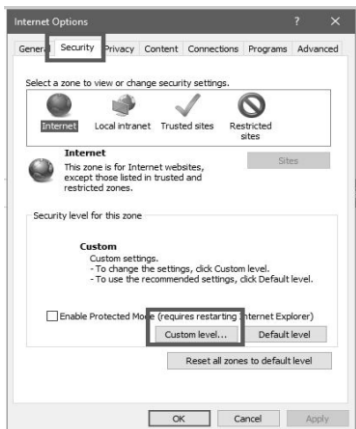 Internet Options ? ×
General Security Privacy Content Connections Programs Advanced
Select a zone to view or change security settings.
Internet Local intranet Trusted sites Restricted
sites
Internet
Sites
This zone is for Internet websites,
except those listed in trusted and
restricted zones.
Security level for this zone
Custom
Custom settings.
- To change the settings, click Custom level.
- To use the recommended settings, click Default level.
Enable Protected Mode (requires restarting Internet Explorer)
Custom level... Default level
Reset all zones to default level
OK Cancel Apply